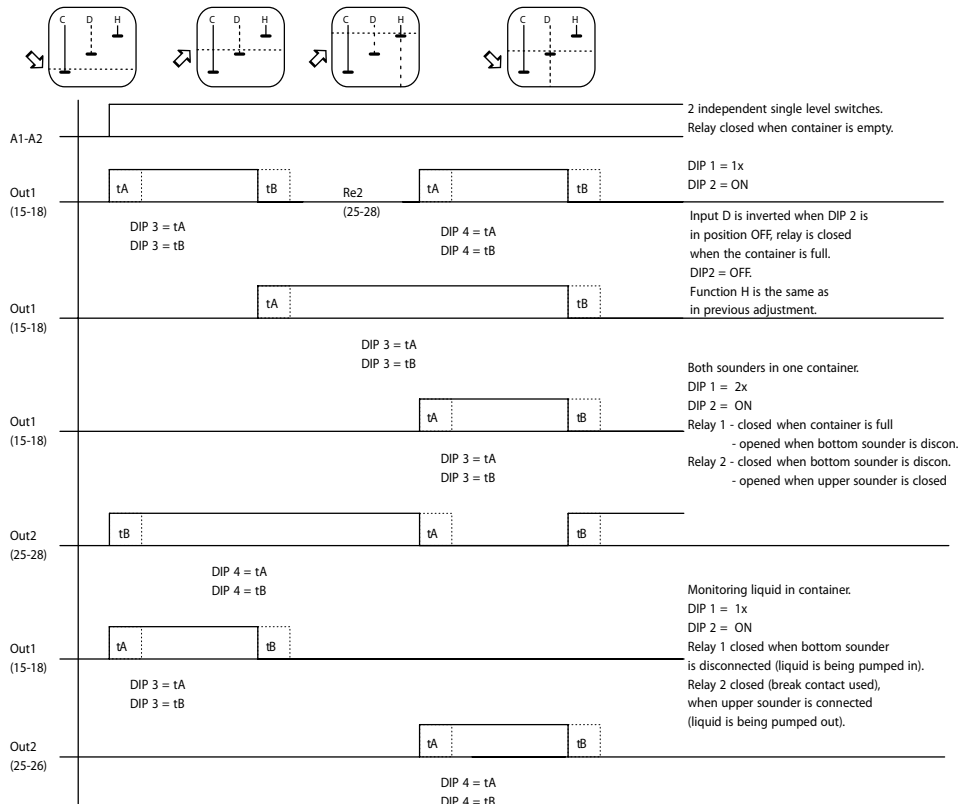 C D H
C D H
C D H
C D H
A1-A2
2 independent single level switches.
Relay closed when container is empty.
Out1
(15-18)
tA
tB
Re2
(25-28)
tA
tB
DIP 1 = 1x
DIP 2 = ON
DIP 3 = tA
DIP 3 = tB
DIP 4 = tA
DIP 4 = tB
Input D is inverted when DIP 2 is
in position OFF, relay is closed
when the container is full.
DIP2 = OFF.
Function H is the same as
in previous adjustment.
Out1
(15-18)
tA
tB
DIP 3 = tA
DIP 3 = tB
Both sounders in one container.
DIP 1 = 2x
DIP 2 = ON
Relay 1 - closed when container is full
- opened when bottom sounder is discon.
Relay 2 - closed when bottom sounder is discon.
- opened when upper sounder is closed
Out1
(15-18)
tA
tB
DIP 3 = tA
DIP 3 = tB
Out2
(25-28)
tB
tA
tB
DIP 4 = tA
DIP 4 = tB
Monitoring liquid in container.
DIP 1 = 1x
DIP 2 = ON
Relay 1 closed when bottom sounder
is disconnected (liquid is being pumped in).
Relay 2 closed (break contact used),
when upper sounder is connected
(liquid is being pumped out).
Out1
(15-18)
tA
tB
DIP 3 = tA
DIP 3 = tB
Out2
(25-26)
tA
tB
DIP 4 = tA
DIP 4 = tB